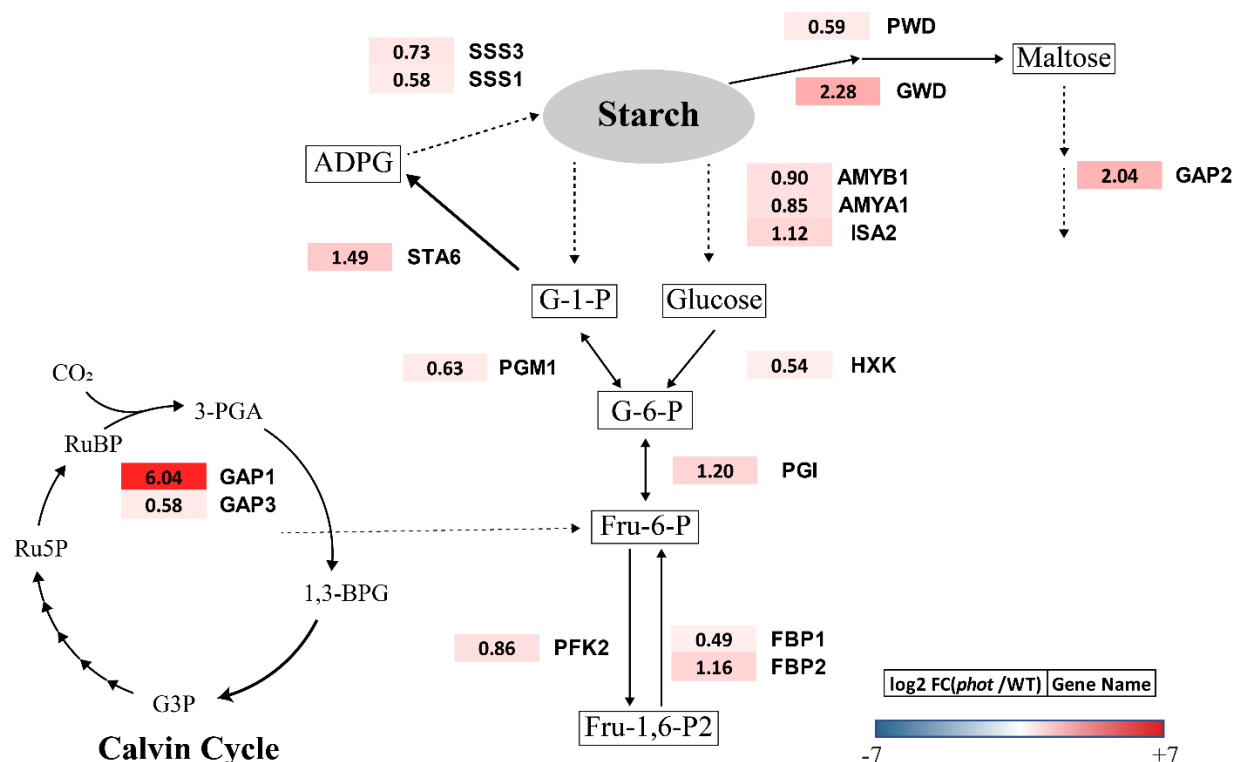 0.59 PWD
0.73 SSS3
0.58 SSS1
Maltose
2.28 GWD
Starch
ADPG
0.90 AMYB1
0.85 AMYA1
1.12 ISA2
2.04 GAP2
1.49 STA6
G-1-P
Glucose
0.63 PGM1
0.54 HXK
CO₂
3-PGA
G-6-P
RuBP
6.04 GAP1
0.58 GAP3
1.20 PGI
Fru-6-P
Ru5P
1,3-BPG
0.86 PFK2
0.49 FBP1
1.16 FBP2
G3P
Fru-1,6-P2
Calvin Cycle
log2 FC(phot /WT) Gene Name
-7 +7